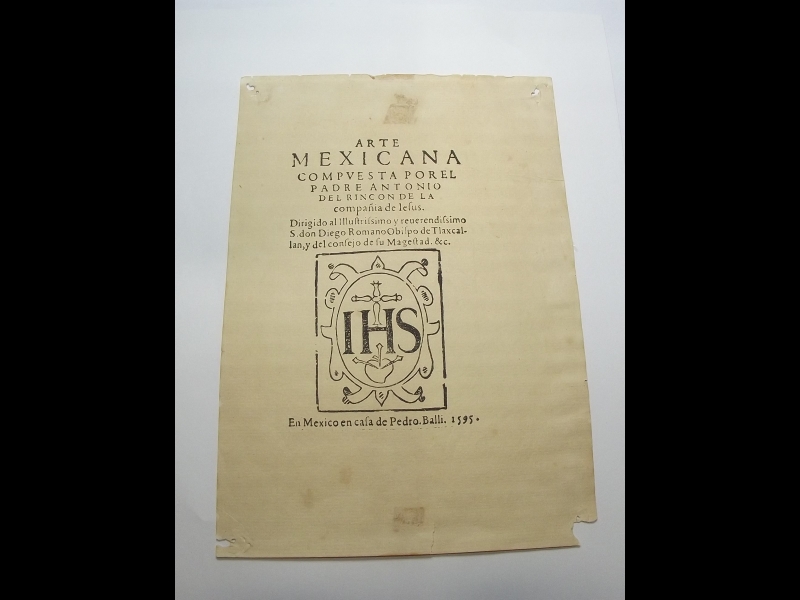 ARTE
MEXICANA
COMPVESTA POR EL
PADRE ANTONIO
DEL RINCON DE LA
compañia de Iesus.
Dirigido al Illustrissimo y reuerendissimo
S. don Diego Romano Obispo de Tlaxcal-
lan, y del consejo de su Magestad. &c.
IHS
En Mexico en casa de Pedro. Balli. 1595.